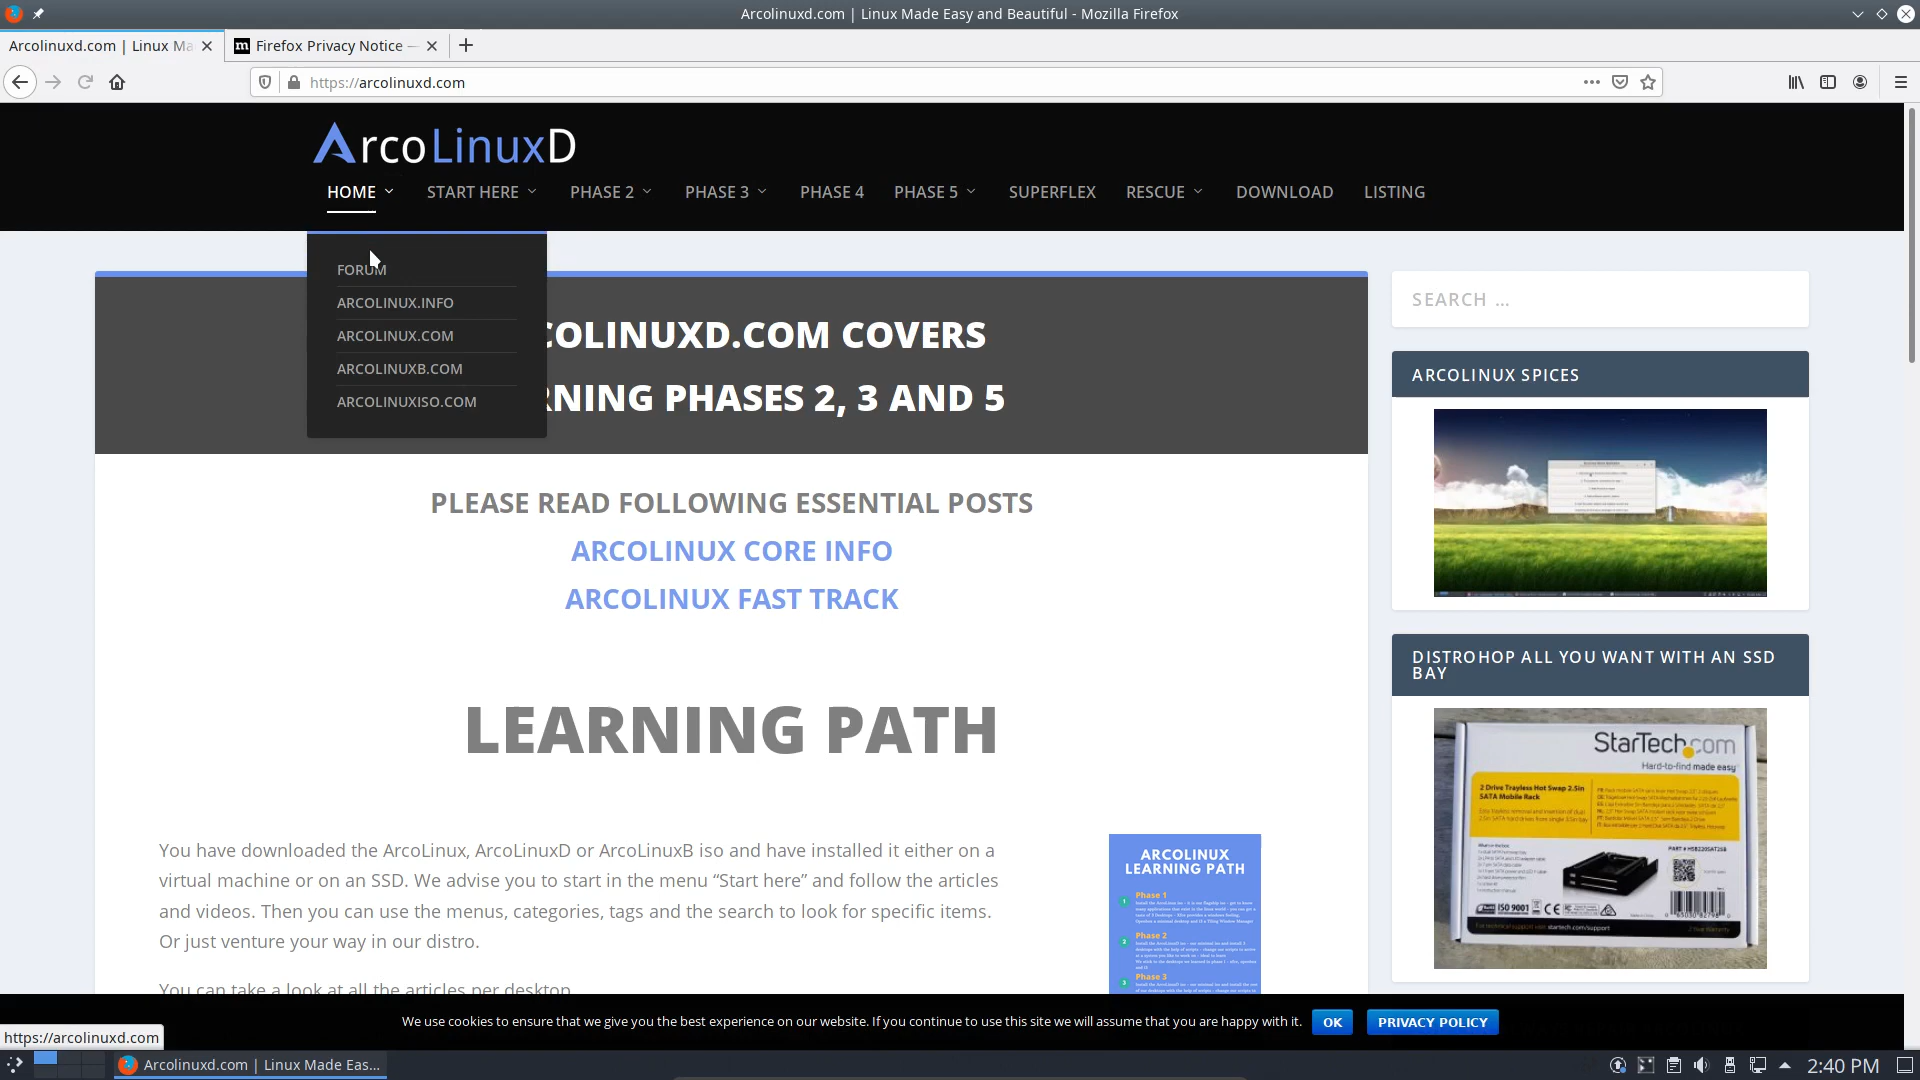 Arcolinuxd.com | Linux Made Easy and Beautiful - Mozilla Firefox
Arcolinuxd.com | Linux Ma
Firefox Privacy Notice —
https://arcolinuxd.com
ArcoLinuxD
HOME
START HERE
PHASE 2
PHASE 3
PHASE 4
PHASE 5
SUPERFLEX
RESCUE
DOWNLOAD
LISTING
FORUM
ARCOLINUX.INFO
ARCOLINUX.COM
ARCOLINUXB.COM
ARCOLINUXISO.COM
COLINUXD.COM COVERS
RNING PHASES 2, 3 AND 5
PLEASE READ FOLLOWING ESSENTIAL POSTS
ARCOLINUX CORE INFO
ARCOLINUX FAST TRACK
LEARNING PATH
You have downloaded the ArcoLinux, ArcoLinuxD or ArcoLinuxB iso and have installed it either on a
virtual machine or on an SSD. We advise you to start in the menu “Start here” and follow the articles
and videos. Then you can use the menus, categories, tags and the search to look for specific items.
Or just venture your way in our distro.
You can take a look at all the articles per desktop
ARCOLINUX
LEARNING PATH
1
Phase 1
2
Phase 2
3
Phase 3
SEARCH ...
ARCOLINUX SPICES
DISTROHOP ALL YOU WANT WITH AN SSD
BAY
StarTech.com
Hard-to-find made easy
2 Drive Trayless Hot Swap 2.5in
SATA Mobile Rack
ISO 9001
We use cookies to ensure that we give you the best experience on our website. If you continue to use this site we will assume that you are happy with it.
OK
PRIVACY POLICY
https://arcolinuxd.com
Arcolinuxd.com | Linux Made Eas...
2:40 PM